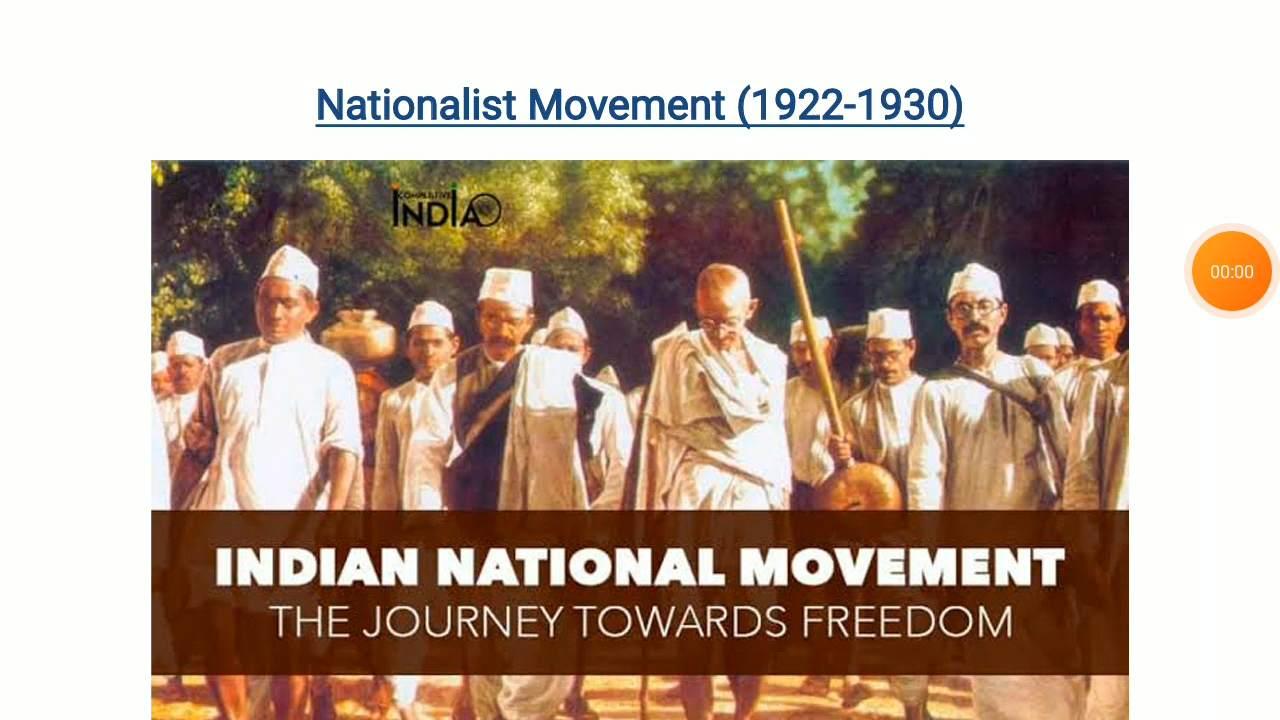 Nationalist Movement (1922-1930)
INDIA
00:00
INDIAN NATIONAL MOVEMENT
THE JOURNEY TOWARDS FREEDOM